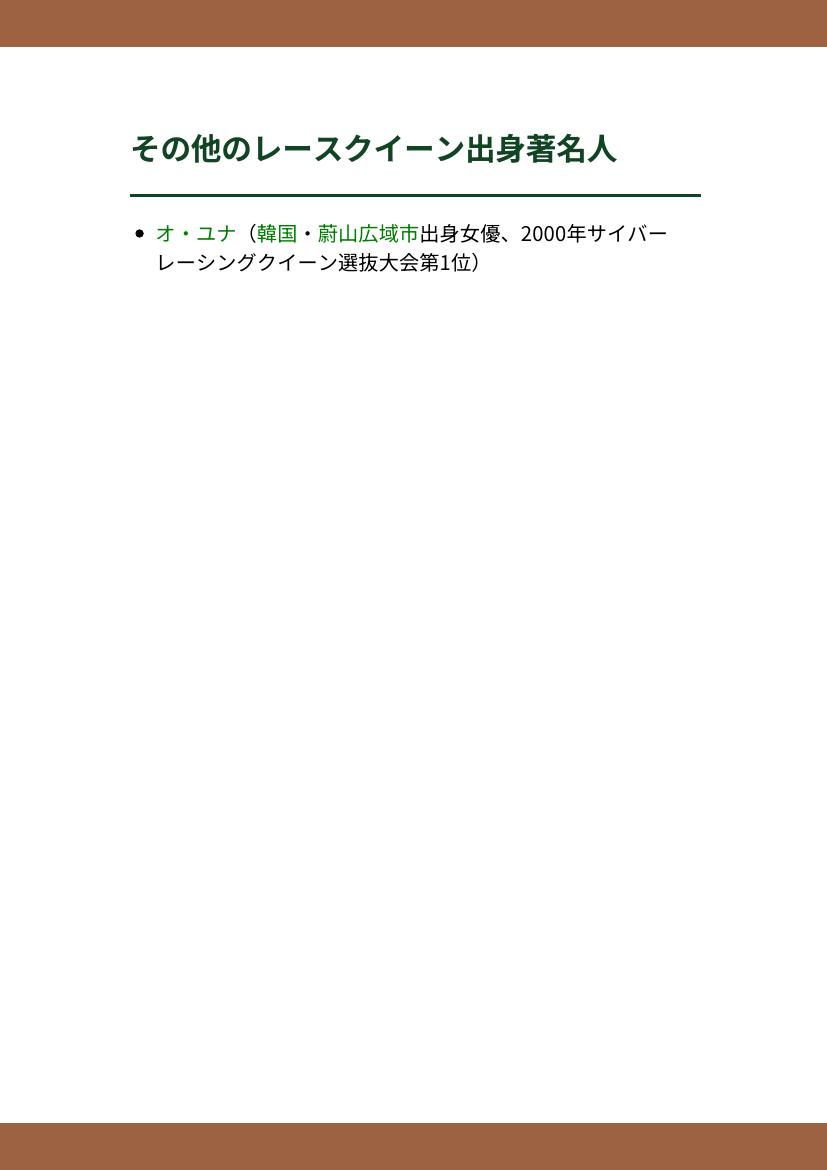 その他のレースクイーン出身著名人
• オ・ユナ（韓国・蔚山広域市出身女優、2000年サイバー
レーシングクイーン選抜大会第1位）